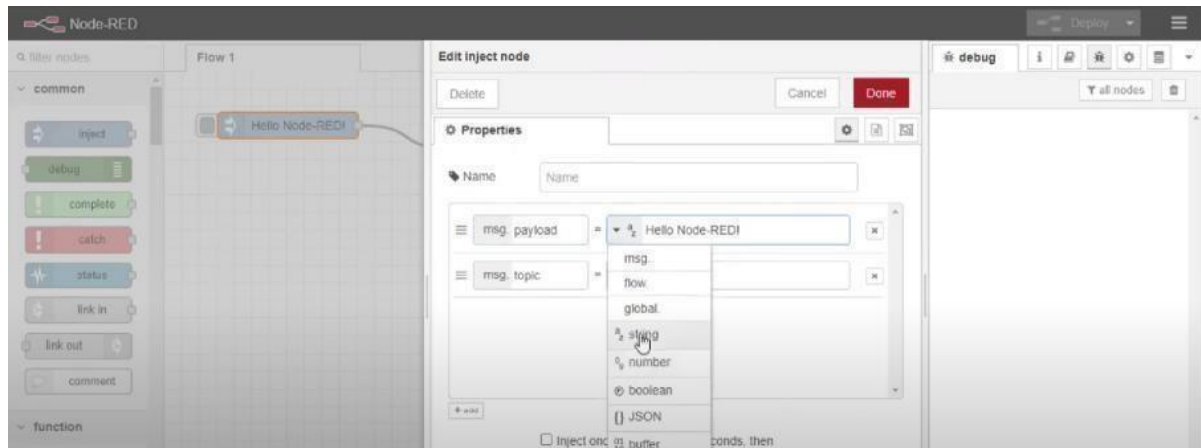 Node-RED
Deploy
filter nodes
Flow 1
Edit inject node
debug
common
Delete
Cancel
Done
all nodes
inject
Hello Node-RED!
Properties
debug
Name
Name
complete
catch
msg. payload = Hello Node-RED!
msg.
status
msg. topic =
flow.
link in
global.
string
link out
number
comment
boolean
+ add
{} JSON
function
Inject once
buffer
conds, then